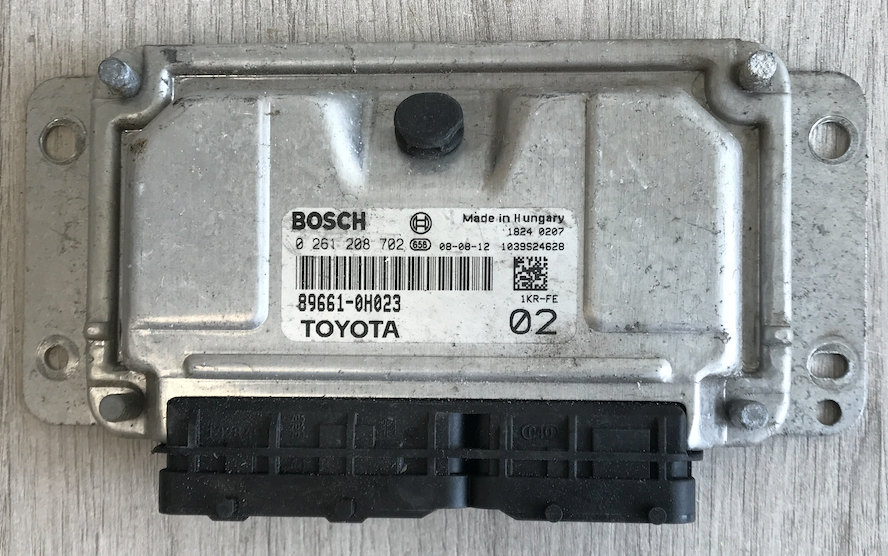 BOSCH Made in Hungary
1824 0207
0 261 208 702 658 08-08-12 1039S24628
89661-0H023 1KR-FE
TOYOTA 02